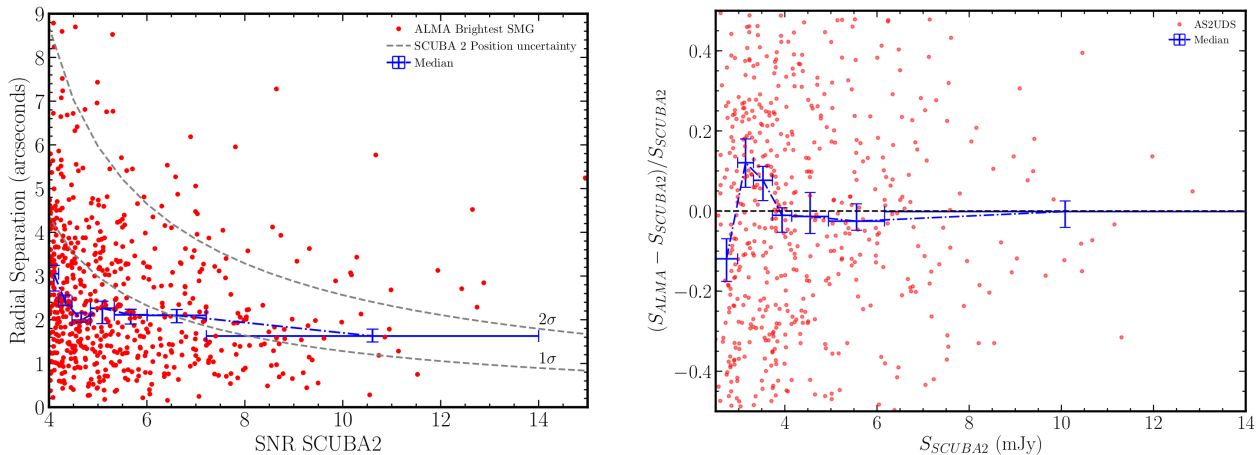 9
8
7
6
5
4
3
2
1
0
Radial Separation (arcseconds)
ALMA Brightest SMG
SCUBA 2 Position uncertainty
Median
2σ
1σ
4 6 8 10 12 14
SNR SCUBA2
0.4
0.2
0.0
−0.2
−0.4
(S_ALMA − S_SCUBA2)/S_SCUBA2
AS2UDS
Median
4 6 8 10 12 14
S_SCUBA2 (mJy)